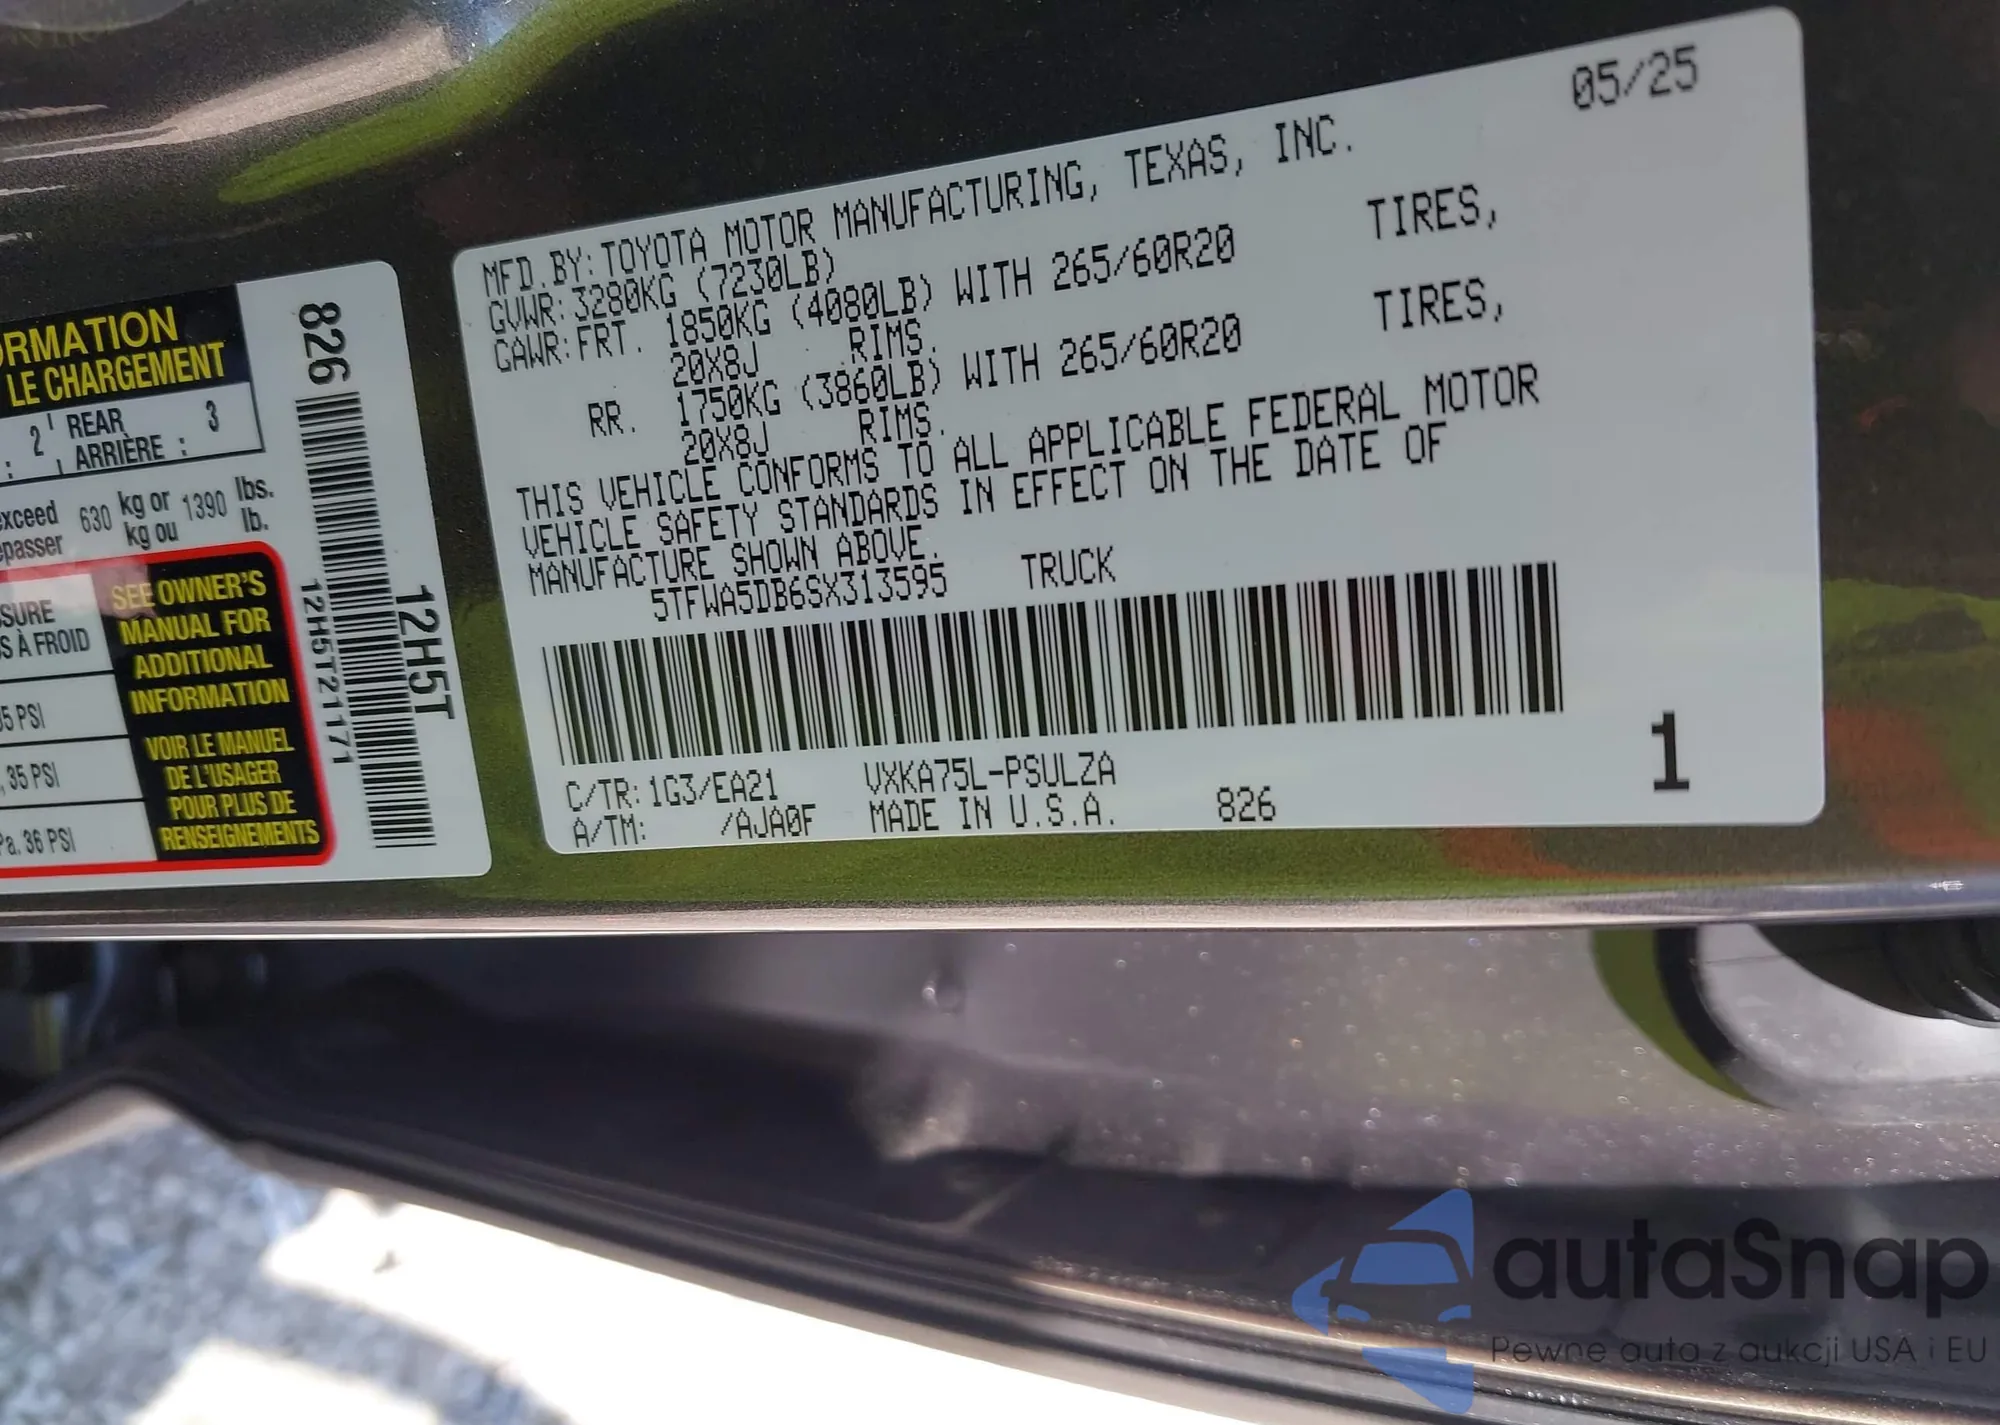 05/25
MFD.BY:TOYOTA MOTOR MANUFACTURING, TEXAS, INC.
GVWR:3280KG (7230LB)
GAWR:FRT. 1850KG (4080LB) WITH 265/60R20 TIRES,
20X8J RIMS.
RR. 1750KG (3860LB) WITH 265/60R20 TIRES,
20X8J RIMS.
THIS VEHICLE CONFORMS TO ALL APPLICABLE FEDERAL MOTOR
VEHICLE SAFETY STANDARDS IN EFFECT ON THE DATE OF
MANUFACTURE SHOWN ABOVE.
5TFWA5DB6SX313595 TRUCK
C/TR:1G3/EA21 VXKA75L-PSULZA
A/TM: /AJA0F MADE IN U.S.A. 826
1
ORMATION
LE CHARGEMENT
: 2 REAR
ARRIÈRE : 3
exceed 630 kg or 1390 lbs.
epasser kg ou lb.
SSURE
S À FROID
35 PSI
, 35 PSI
Pa. 36 PSI
SEE OWNER'S
MANUAL FOR
ADDITIONAL
INFORMATION
VOIR LE MANUEL
DE L'USAGER
POUR PLUS DE
RENSEIGNEMENTS
826
12H5T21171
12H5T
autaSnap
Pewne auta z aukcji USA i EU